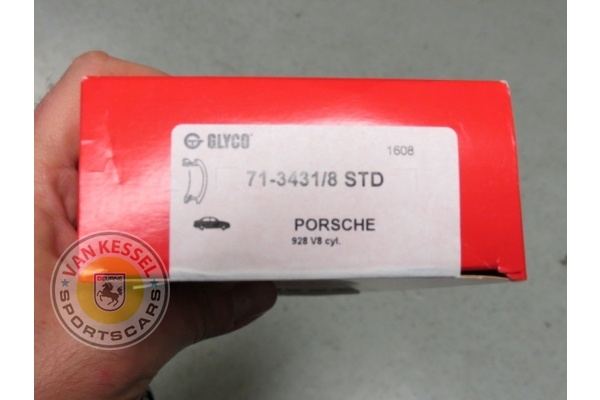 GLYCO
1608
71-3431/8 STD
PORSCHE
928 V8 cyl.
VAN KESSEL
SPORTSCARS